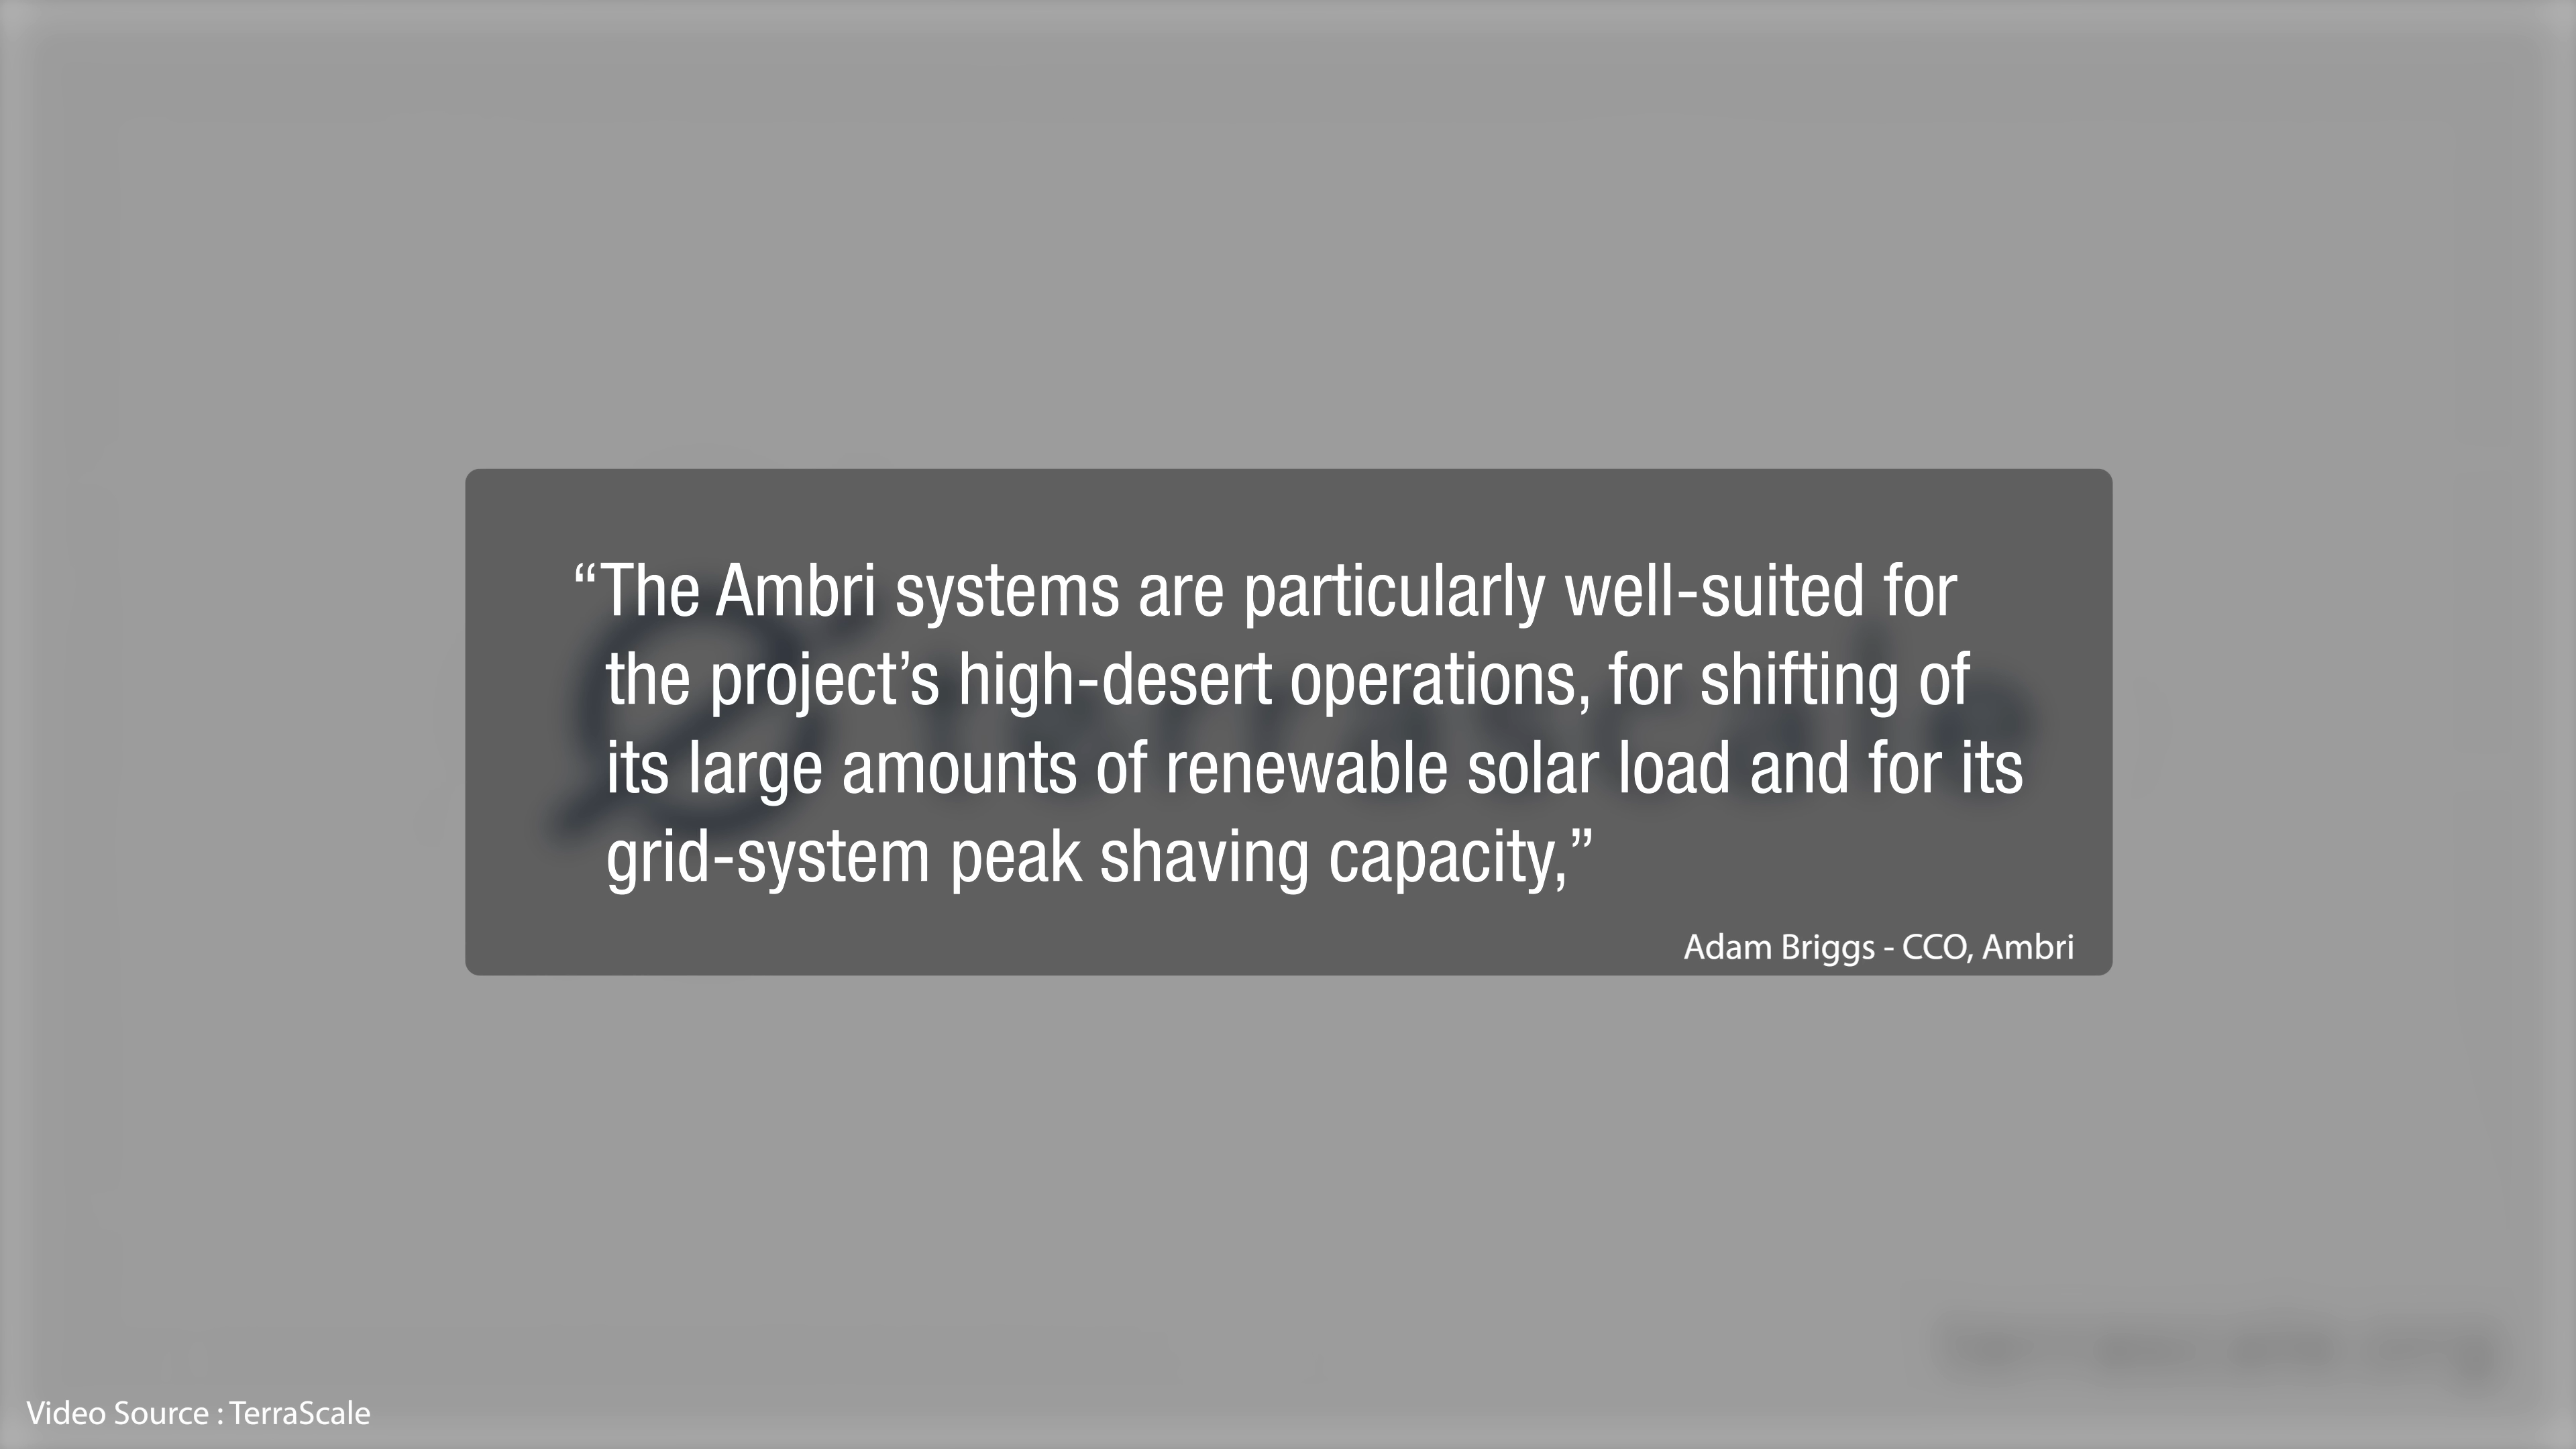 “The Ambri systems are particularly well-suited for
the project’s high-desert operations, for shifting of
its large amounts of renewable solar load and for its
grid-system peak shaving capacity,”
Adam Briggs - CCO, Ambri
Video Source : TerraScale